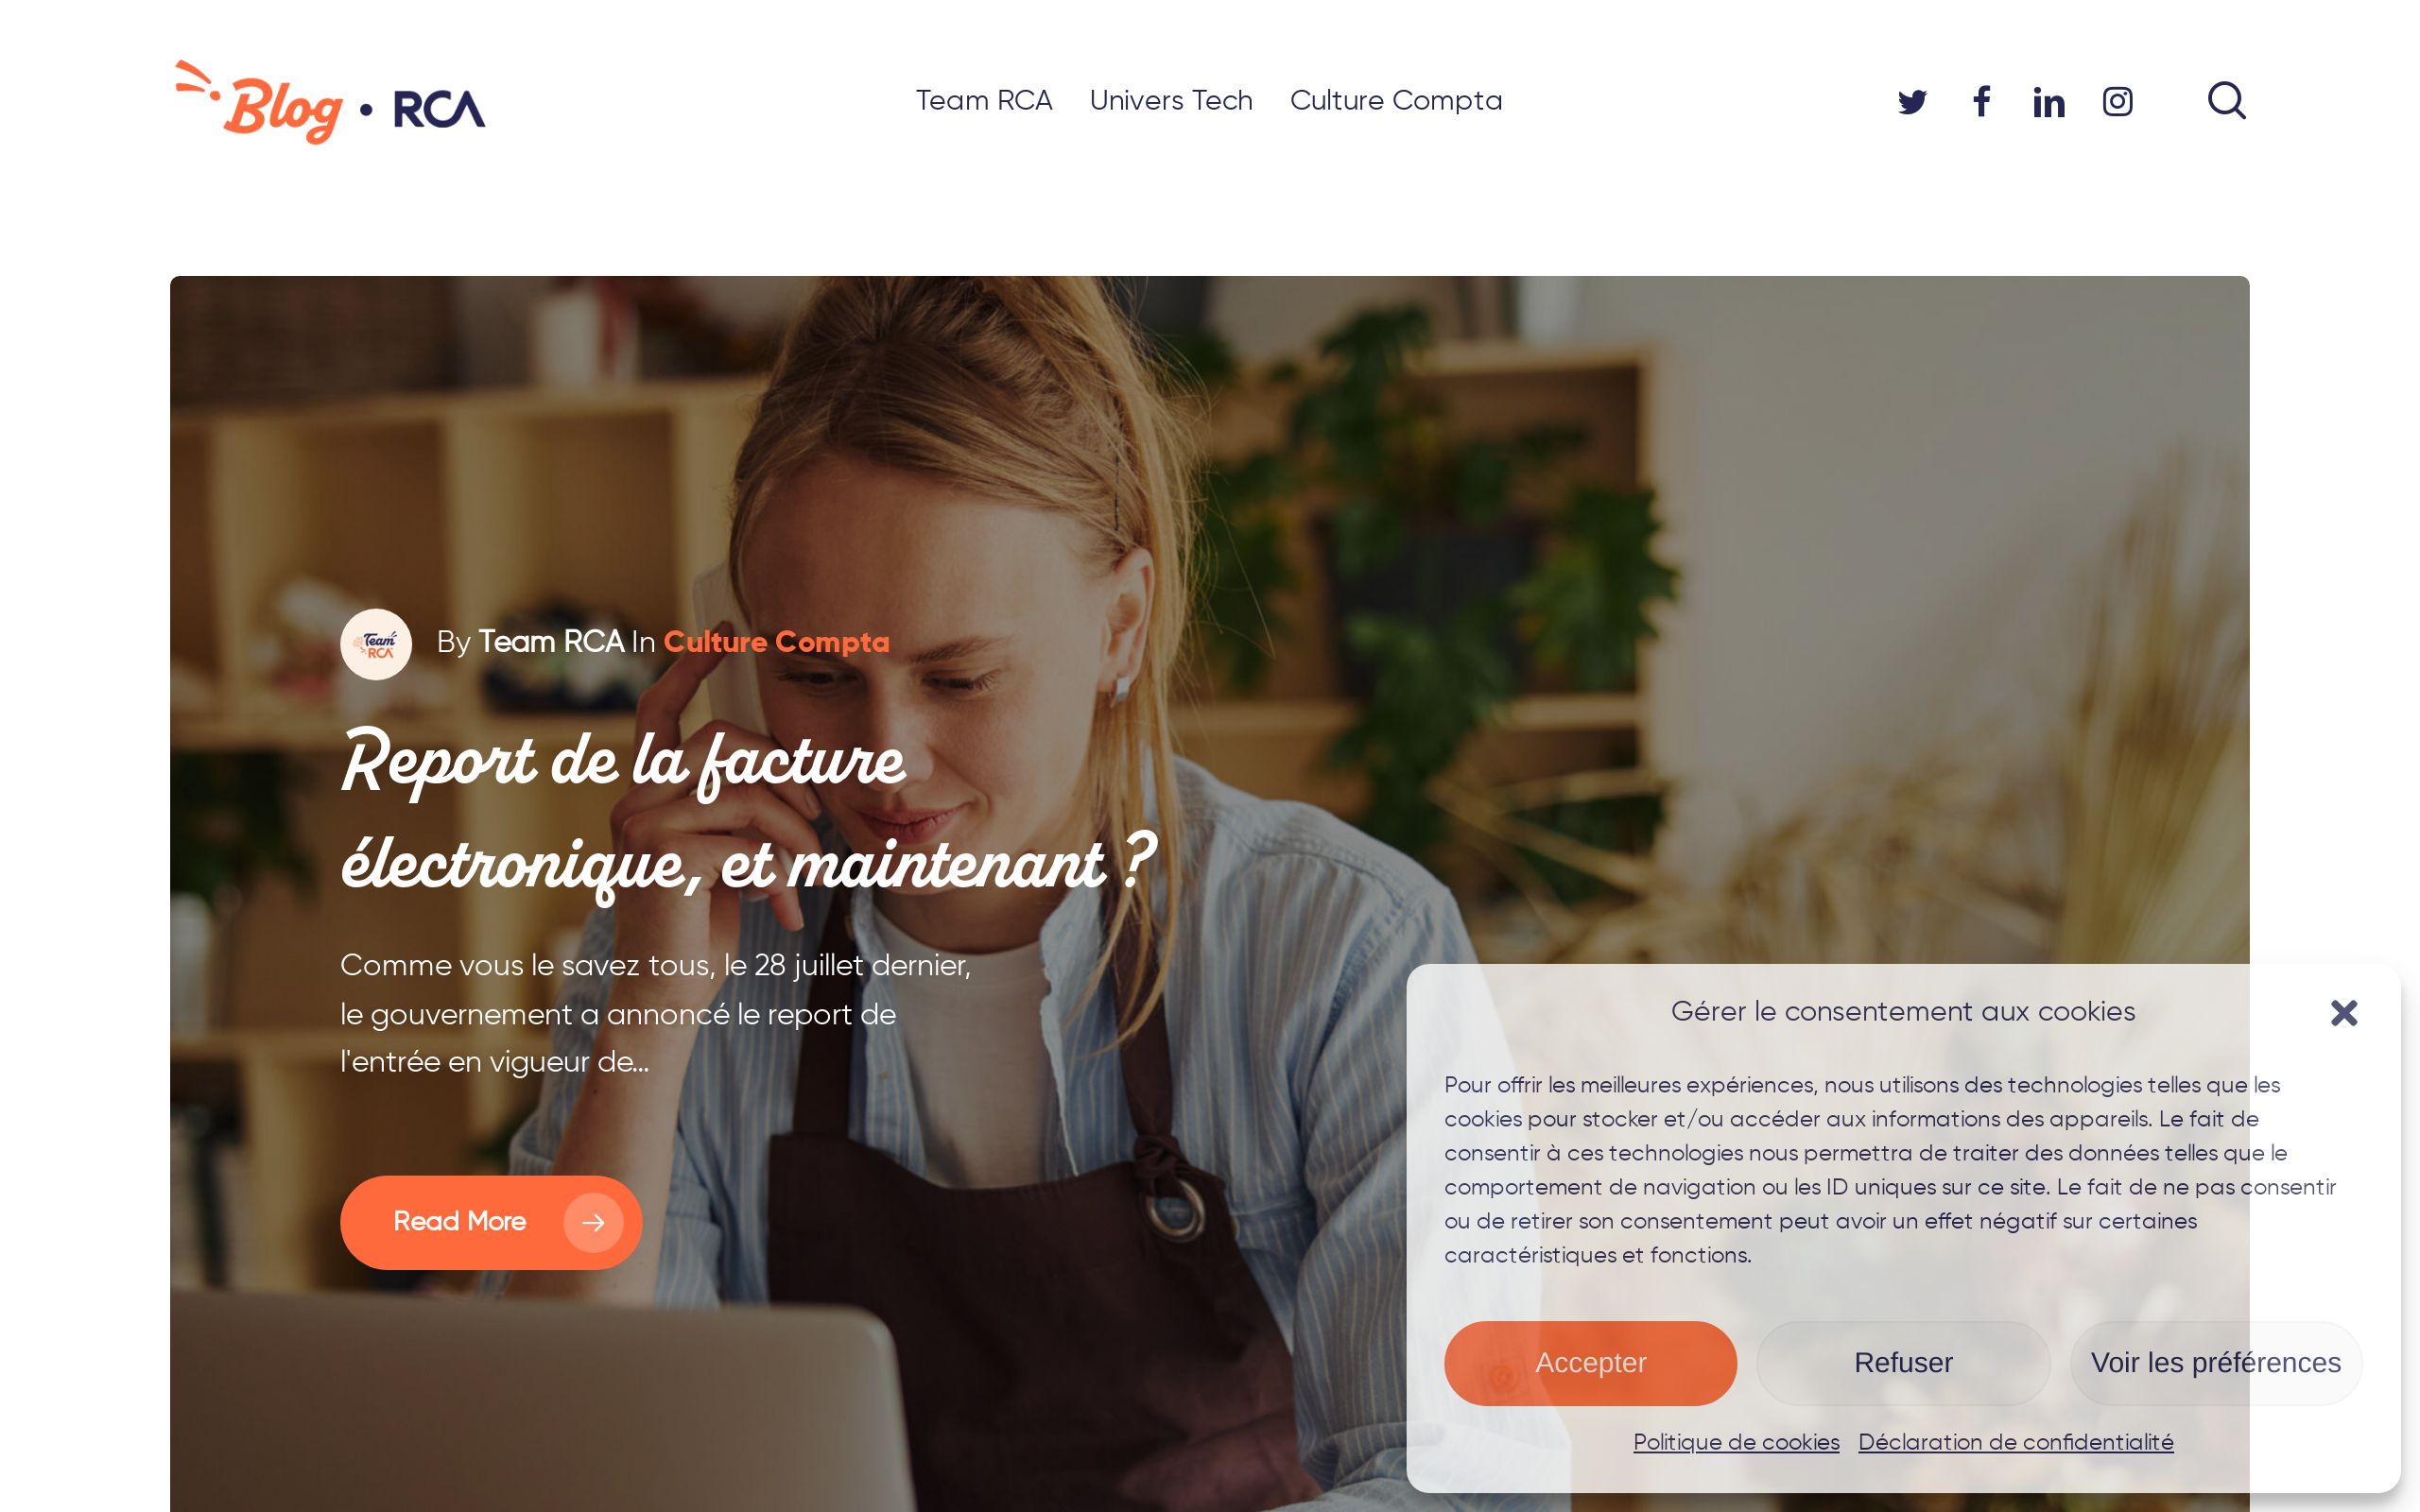 Blog • RCA
Team RCA Univers Tech Culture Compta
Team RCA
By Team RCA In Culture Compta
Report de la facture
électronique, et maintenant ?
Comme vous le savez tous, le 28 juillet dernier,
le gouvernement a annoncé le report de
l'entrée en vigueur de...
Read More
Gérer le consentement aux cookies
Pour offrir les meilleures expériences, nous utilisons des technologies telles que les
cookies pour stocker et/ou accéder aux informations des appareils. Le fait de
consentir à ces technologies nous permettra de traiter des données telles que le
comportement de navigation ou les ID uniques sur ce site. Le fait de ne pas consentir
ou de retirer son consentement peut avoir un effet négatif sur certaines
caractéristiques et fonctions.
Accepter Refuser Voir les préférences
Politique de cookies Déclaration de confidentialité